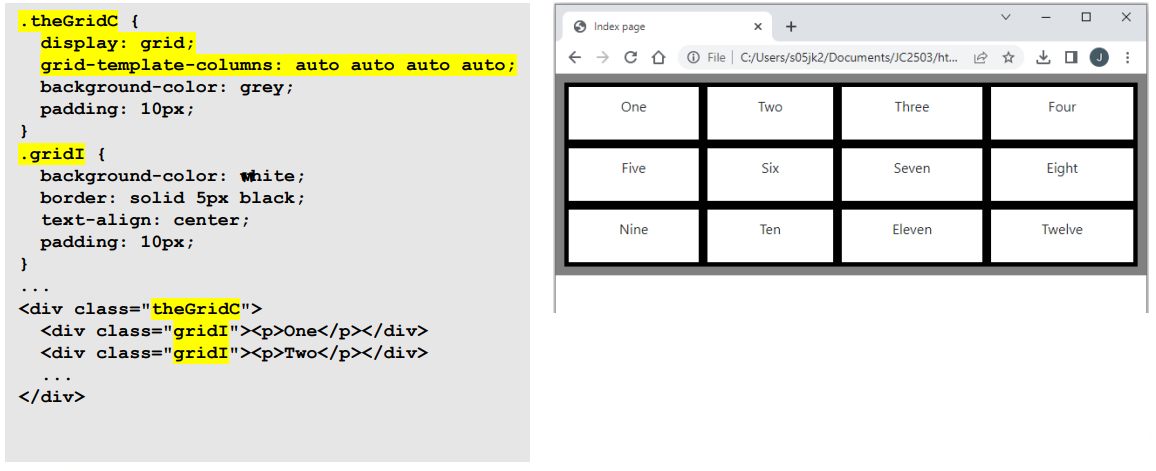 .theGridC {
  display: grid;
  grid-template-columns: auto auto auto auto;
  background-color: grey;
  padding: 10px;
}
.gridI {
  background-color: white;
  border: solid 5px black;
  text-align: center;
  padding: 10px;
}
...
<div class="theGridC">
  <div class="gridI"><p>One</p></div>
  <div class="gridI"><p>Two</p></div>
  ...
</div>
Index page
File | C:/Users/s05jk2/Documents/JC2503/ht... J
One Two Three Four
Five Six Seven Eight
Nine Ten Eleven Twelve